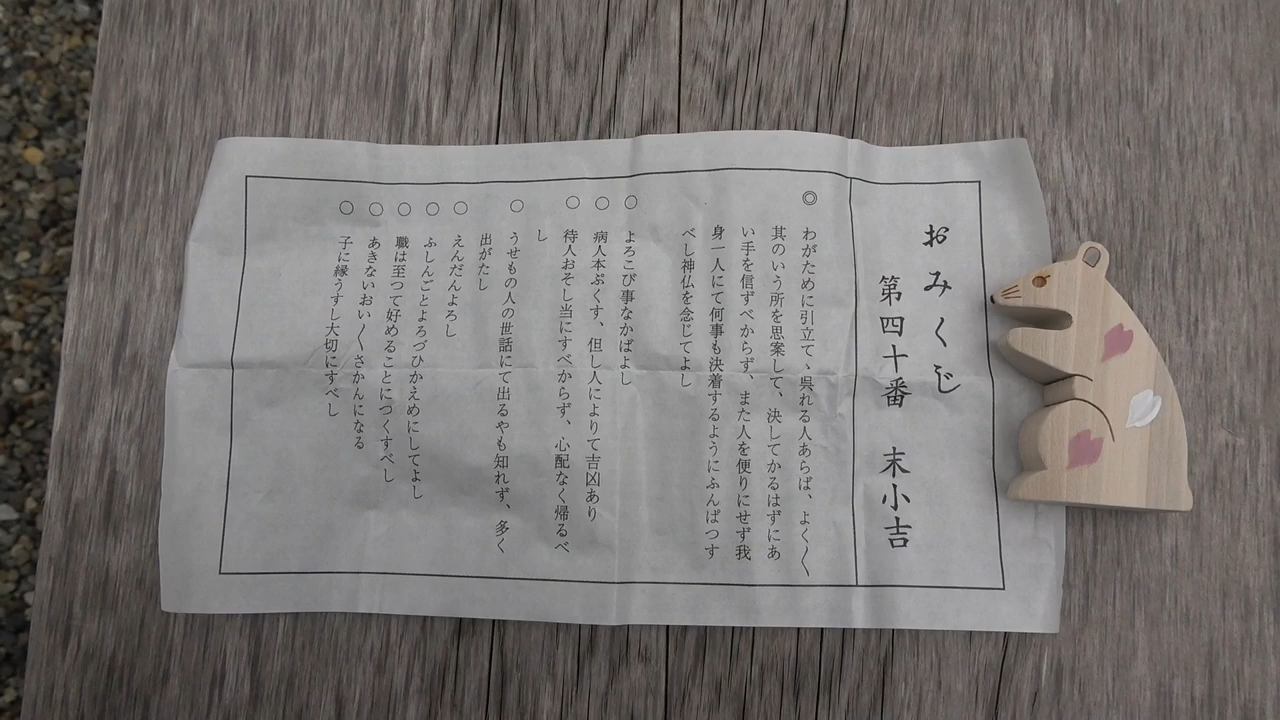 おみくじ
第四十番　末小吉
◎　わがために引立てゝ呉れる人あらば、よく〳〵
其のいう所を思案して、決してかるはずにあ
い手を信ずべからず、また人を便りにせず我
身一人にて何事も決着するようにふんぱつす
べし神仏を念じてよし
○　よろこび事なかばよし
○　病人本ぷくす、但し人によりて吉凶あり
○　待人おそし当にすべからず、心配なく帰るべ
し
○　うせもの人の世話にて出るやも知れず、多く
出がたし
○　えんだんよろし
○　ふしんごとよろづひかえめにしてよし
○　職は至つて好めることにつくすべし
○　あきないおい〳〵さかんになる
○　子に縁うすし大切にすべし